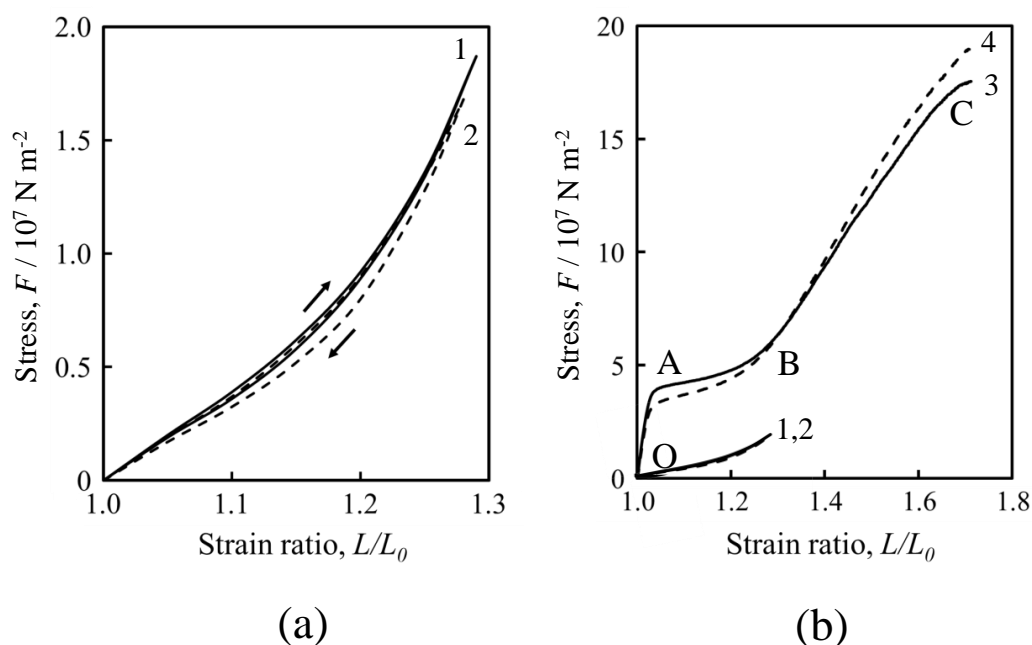 2.0
1.5
1.0
0.5
0
1.0
1.1
1.2
1.3
1
2
Stress, F / 10⁷ N m⁻²
Strain ratio, L/L₀
(a)
20
15
10
5
0
1.0
1.2
1.4
1.6
1.8
4
3
C
A
B
O
1,2
Stress, F / 10⁷ N m⁻²
Strain ratio, L/L₀
(b)